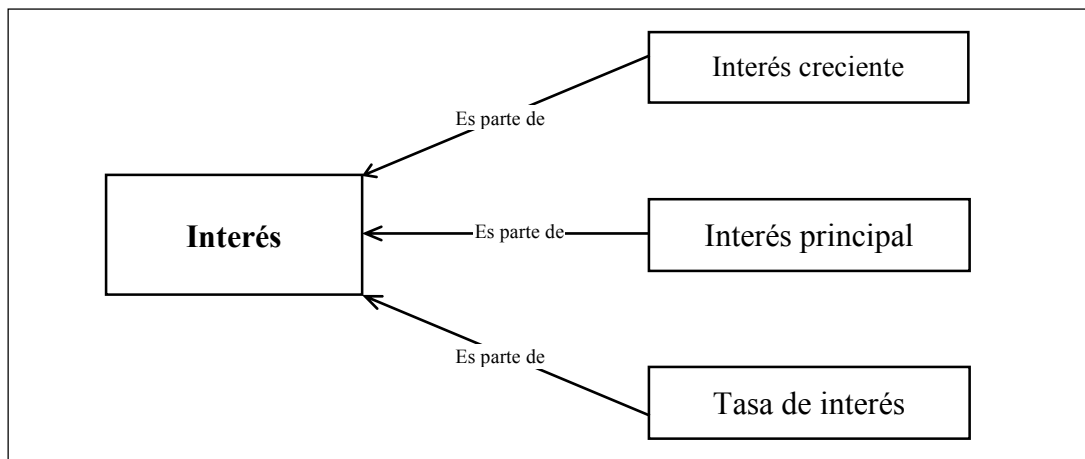 Interés creciente
Es parte de
Interés
Es parte de
Interés principal
Es parte de
Tasa de interés